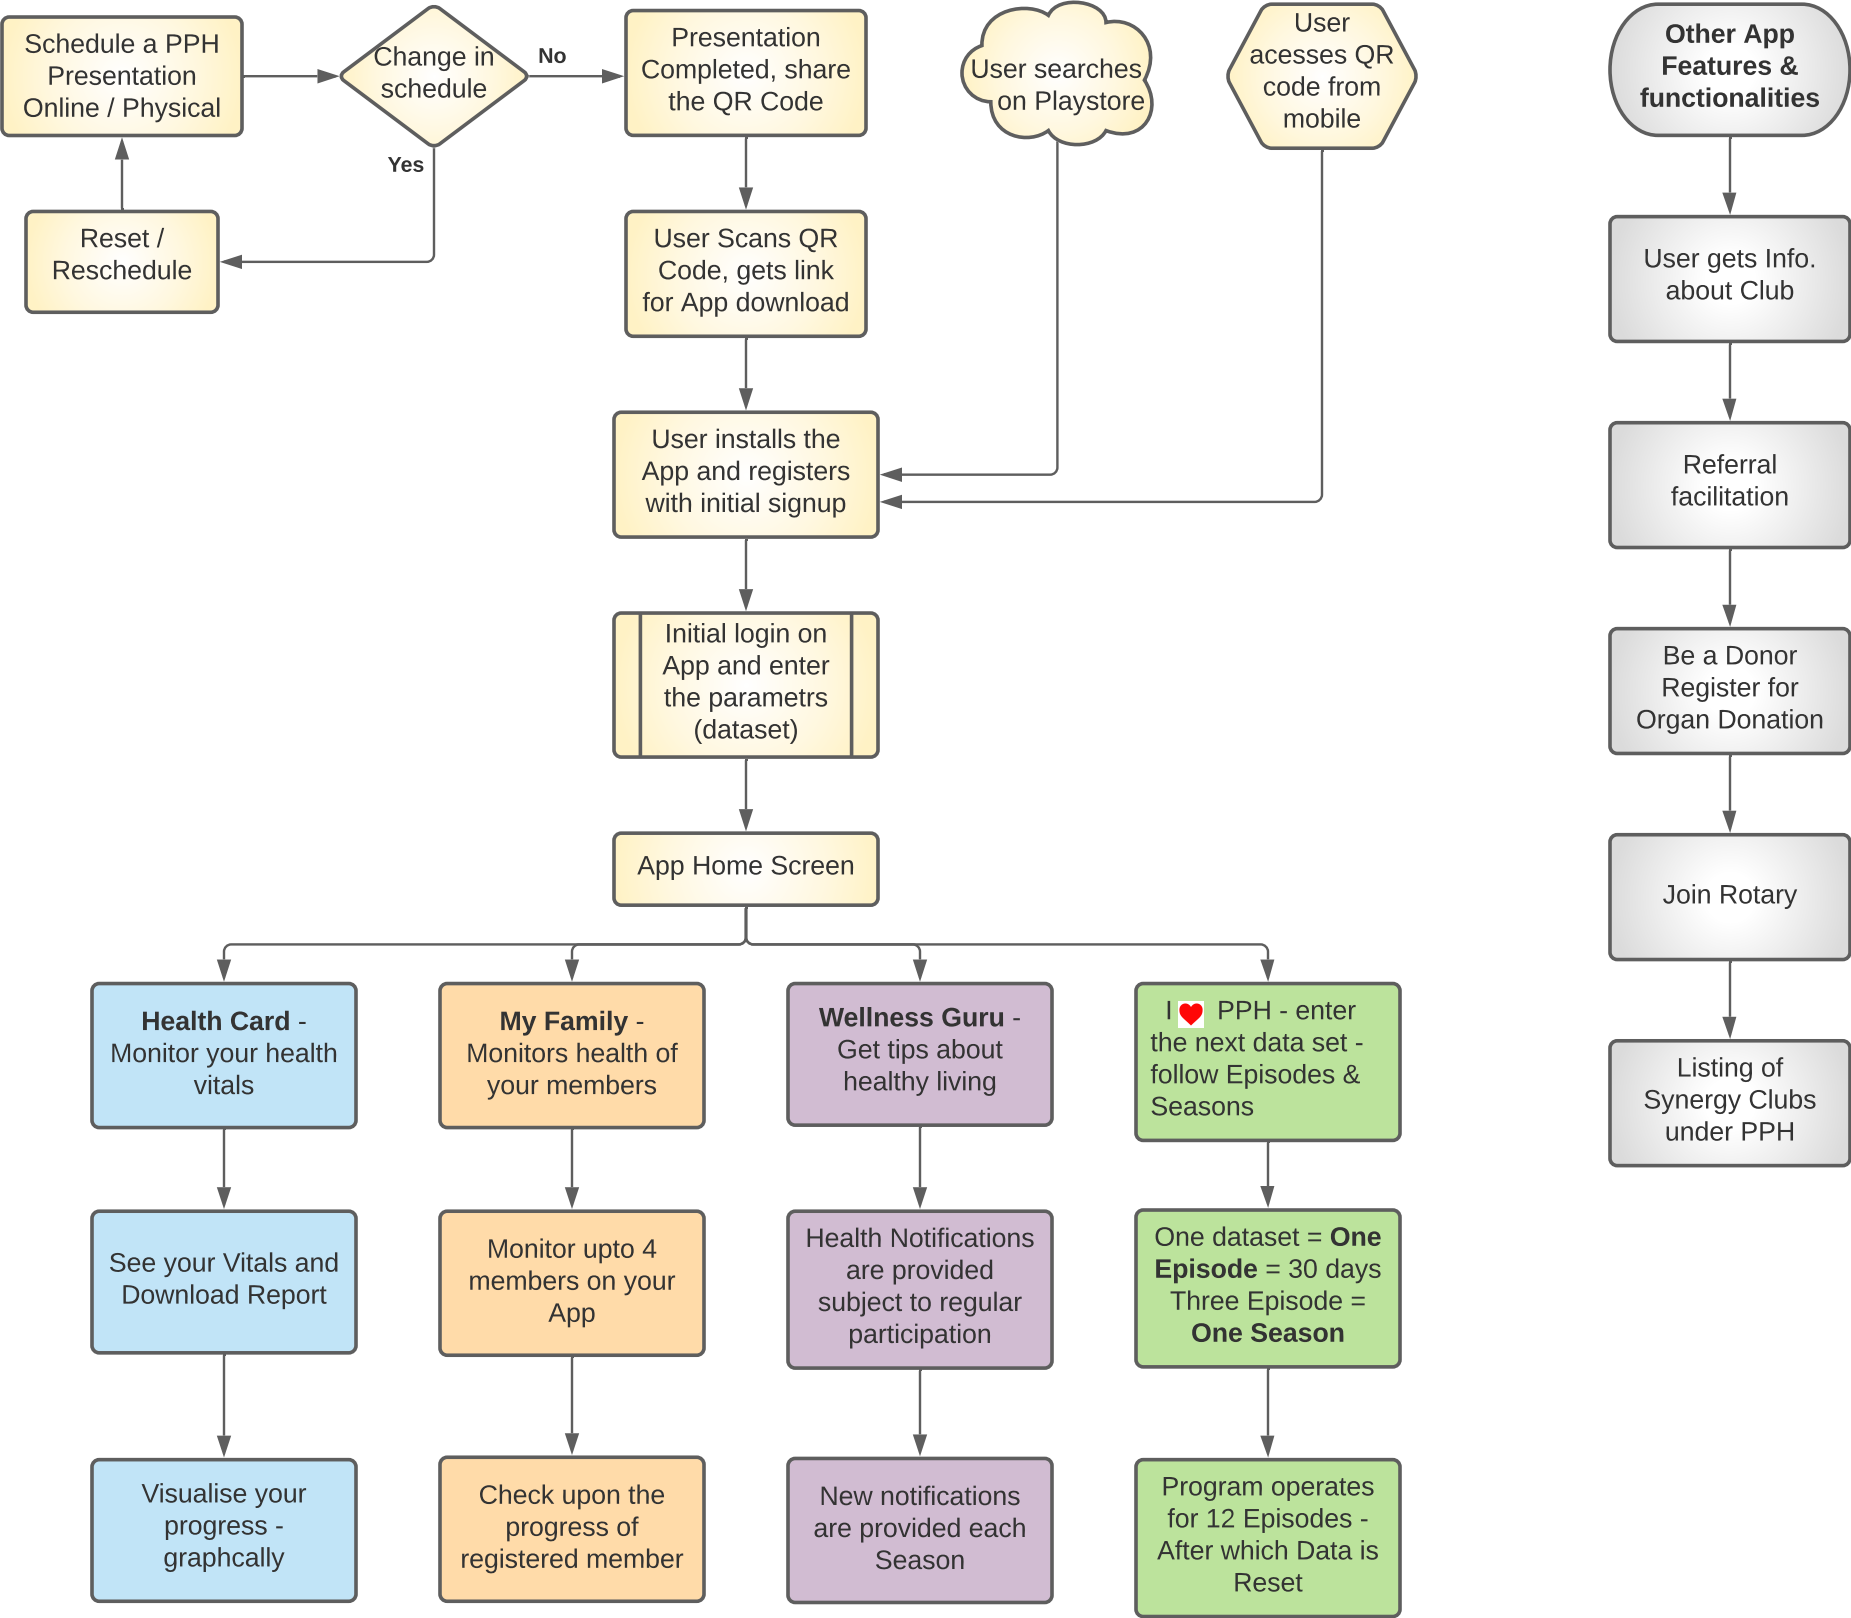 Schedule a PPH
Presentation
Online / Physical
Change in
schedule
No
Yes
Reset /
Reschedule
Presentation
Completed, share
the QR Code
User Scans QR
Code, gets link
for App download
User searches
on Playstore
User
acesses QR
code from
mobile
User installs the
App and registers
with initial signup
Initial login on
App and enter
the parametrs
(dataset)
App Home Screen
Health Card -
Monitor your health
vitals
See your Vitals and
Download Report
Visualise your
progress -
graphcally
My Family -
Monitors health of
your members
Monitor upto 4
members on your
App
Check upon the
progress of
registered member
Wellness Guru -
Get tips about
healthy living
Health Notifications
are provided
subject to regular
participation
New notifications
are provided each
Season
I PPH - enter
the next data set -
follow Episodes &
Seasons
One dataset = One
Episode = 30 days
Three Episode =
One Season
Program operates
for 12 Episodes -
After which Data is
Reset
Other App
Features &
functionalities
User gets Info.
about Club
Referral
facilitation
Be a Donor
Register for
Organ Donation
Join Rotary
Listing of
Synergy Clubs
under PPH